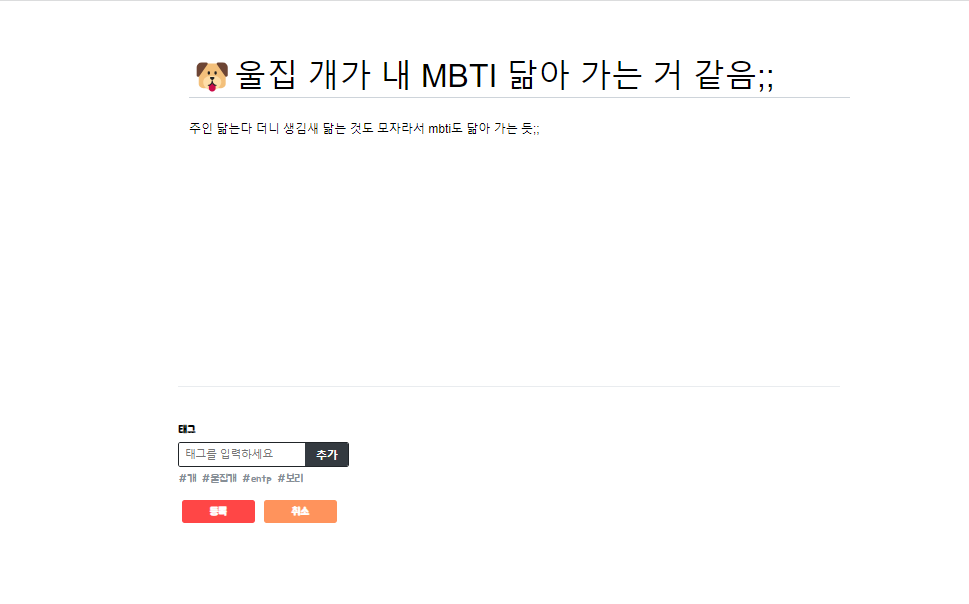 울집 개가 내 MBTI 닮아 가는 거 같음;;
주인 닮는다 더니 생김새 닮는 것도 모자라서 mbti도 닮아 가는 듯;;
태그
태그를 입력하세요 추가
#개 #울집개 #entp #보리
등록 취소